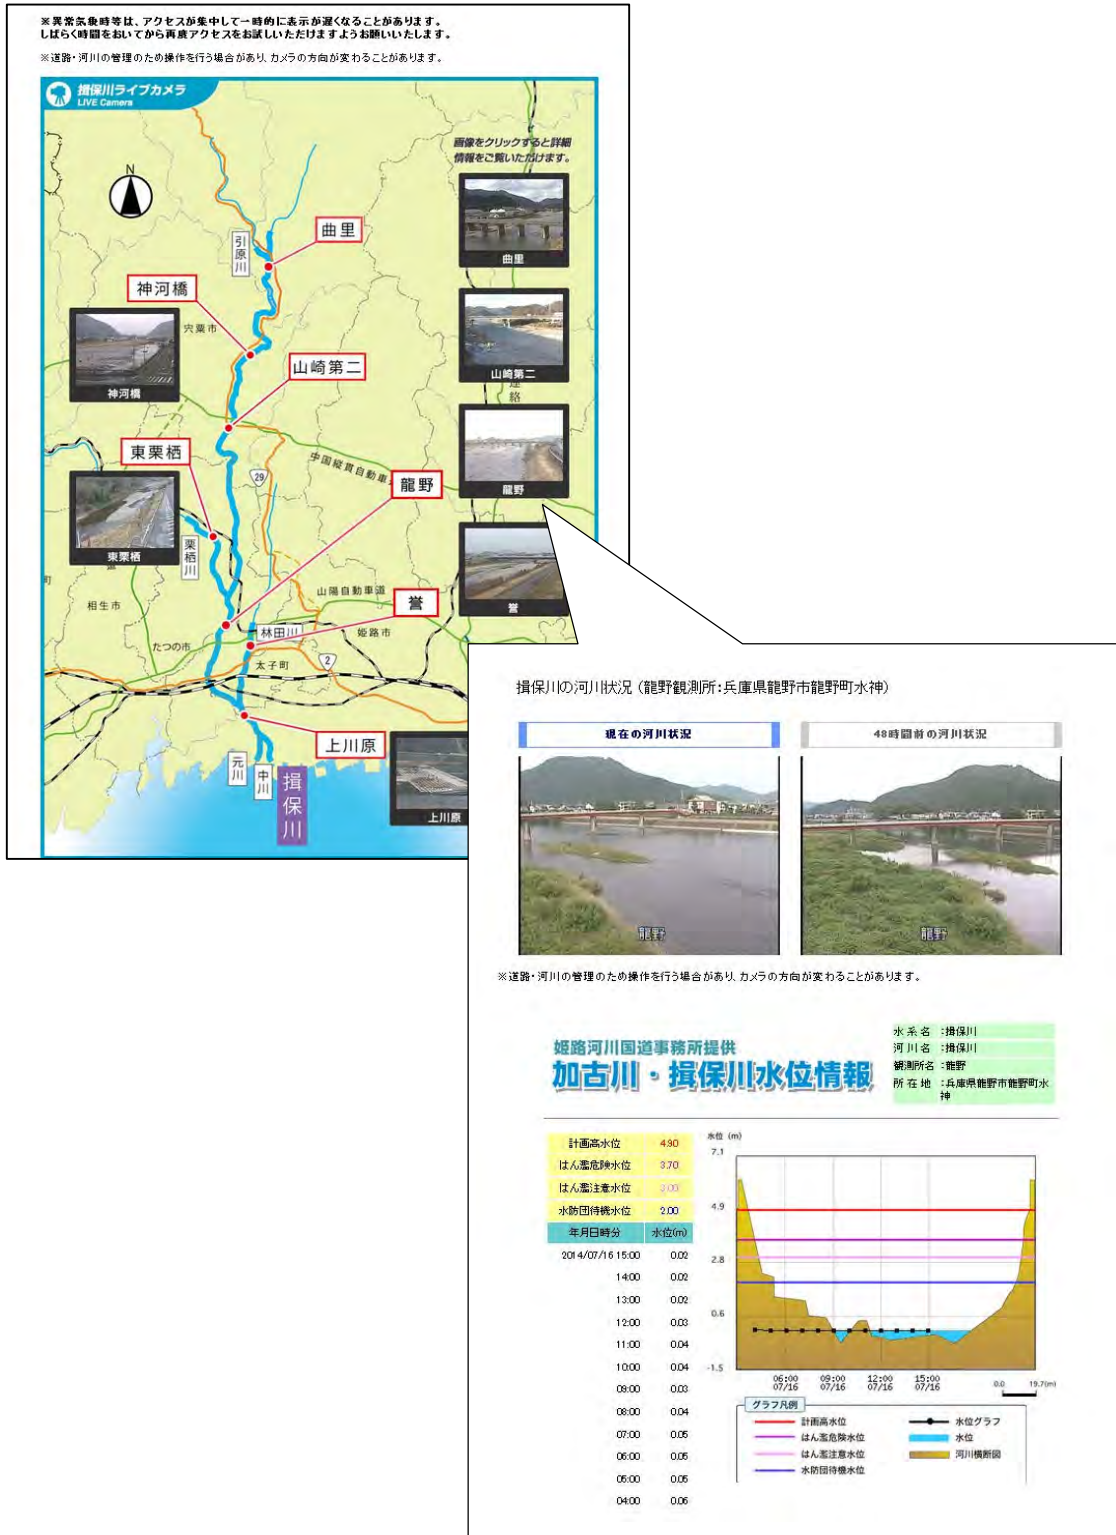 ※異常気象時等は、アクセスが集中して一時的に表示が遅くなることがあります。
しばらく時間をおいてから再度アクセスをお試しいただけますようお願いいたします。
※道路・河川の管理のため操作を行う場合があり、カメラの方向が変わることがあります。
揖保川ライブカメラ
LIVE Camera
画像をクリックすると詳細
情報をご覧いただけます。
N
曲里
引原川
曲里
神河橋
宍粟市
神河橋
山崎第二
山崎第二
連絡
東栗栖
29
中国縦貫自動車
龍野
龍野
東栗栖
栗栖川
町
相生市
山陽自動車道
誉
誉
林田川
姫路市
たつの市
太子町
2
上川原
元川
中川
揖保川
上川原
揖保川の河川状況（龍野観測所：兵庫県龍野市龍野町水神）
現在の河川状況
48時間前の河川状況
龍野
龍野
※道路・河川の管理のため操作を行う場合があり、カメラの方向が変わることがあります。
姫路河川国道事務所提供
加古川・揖保川水位情報
水系名：揖保川
河川名：揖保川
観測所名：龍野
所在地：兵庫県龍野市龍野町水
神
計画高水位 4.90
はん濫危険水位 3.70
はん濫注意水位 3.00
水防団待機水位 2.00
年月日時分 水位(m)
2014/07/16 15:00 0.02
14:00 0.02
13:00 0.02
12:00 0.03
11:00 0.04
10:00 0.04
09:00 0.03
08:00 0.04
07:00 0.05
06:00 0.05
05:00 0.05
04:00 0.06
水位 (m)
7.1
4.9
2.8
0.6
-1.5
06:00 09:00 12:00 15:00
07/16 07/16 07/16 07/16
0.0 19.7(m)
グラフ凡例
計画高水位
はん濫危険水位
はん濫注意水位
水防団待機水位
水位グラフ
水位
河川横断図